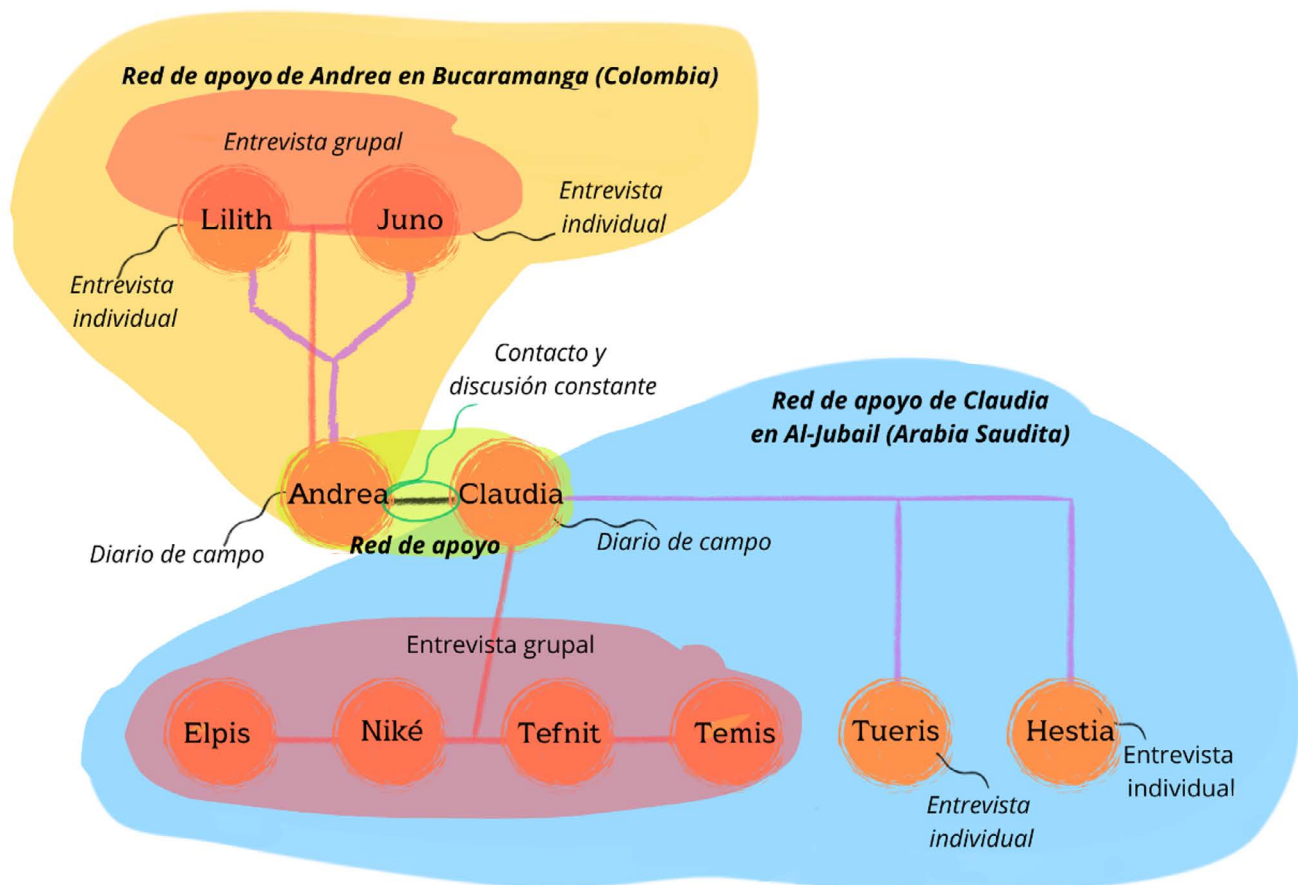 Red de apoyo de Andrea en Bucaramanga (Colombia)
Entrevista grupal
Lilith
Juno
Entrevista
individual
Entrevista
individual
Contacto y
discusión constante
Red de apoyo de Claudia
en Al-Jubail (Arabia Saudita)
Andrea
Claudia
Diario de campo
Red de apoyo
Diario de campo
Entrevista grupal
Elpis
Niké
Tefnit
Temis
Tueris
Hestia
Entrevista
individual
Entrevista
individual